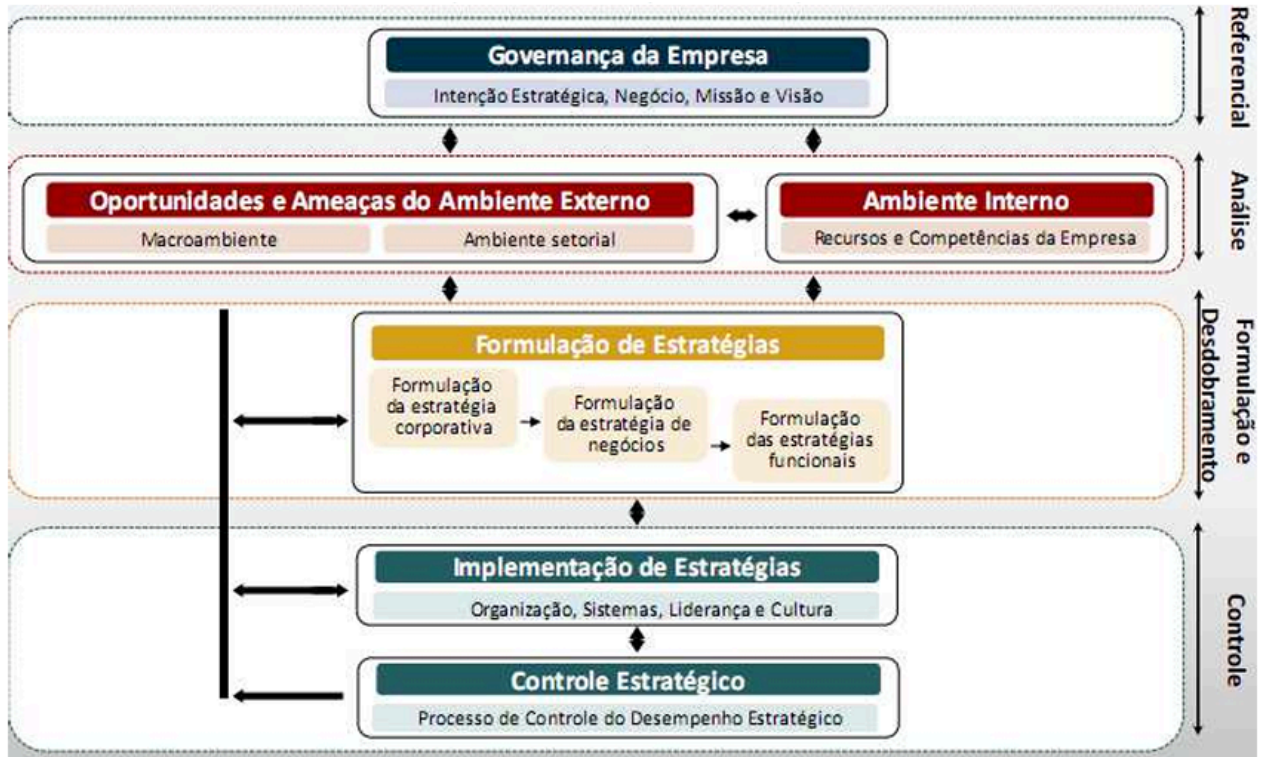 Governança da Empresa
Intenção Estratégica, Negócio, Missão e Visão
Referencial
Oportunidades e Ameaças do Ambiente Externo
Macroambiente
Ambiente setorial
Ambiente Interno
Recursos e Competências da Empresa
Análise
Formulação de Estratégias
Formulação
da estratégia
corporativa
Formulação
da estratégia de
negócios
Formulação
das estratégias
funcionais
Formulação e
Desdobramento
Implementação de Estratégias
Organização, Sistemas, Liderança e Cultura
Controle Estratégico
Processo de Controle do Desempenho Estratégico
Controle